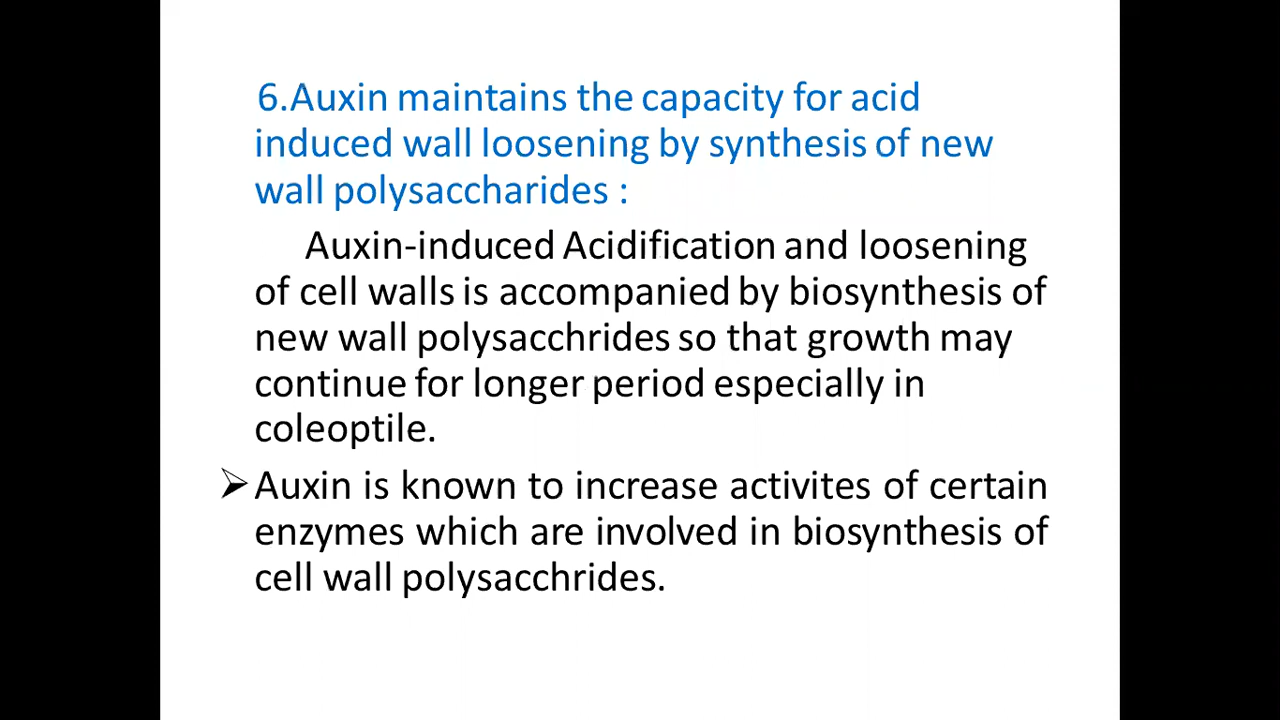 6.Auxin maintains the capacity for acid
induced wall loosening by synthesis of new
wall polysaccharides :
Auxin-induced Acidification and loosening
of cell walls is accompanied by biosynthesis of
new wall polysacchrides so that growth may
continue for longer period especially in
coleoptile.
➢Auxin is known to increase activites of certain
enzymes which are involved in biosynthesis of
cell wall polysacchrides.